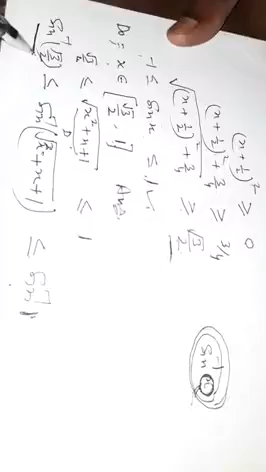 (x + 1/2)² ≥ 0
(x + 1/2)² + 3/4 ≥ 3/4
√((x + 1/2)² + 3/4) ≥ √3/2
-1 ≤ Sin x ≤ 1
x ∈ [√3/2, 1] Ans.
√3/2 ≤ √(x² + x + 1) ≤ 1
Sin⁻¹(√3/2) ≤ Sin⁻¹(√(x² + x + 1)) ≤ Sin⁻¹ 1
Sin⁻¹ x